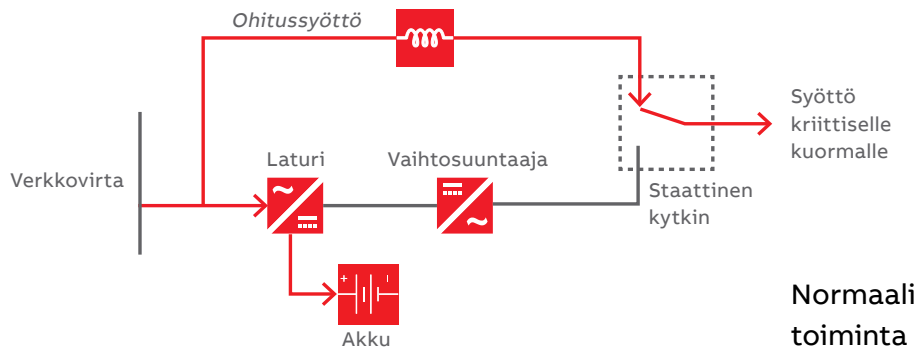 Ohitussyöttö
Syöttö
kriittiselle
kuormalle
Laturi
Vaihtosuuntaaja
Verkkovirta
Staattinen
kytkin
Akku
Normaali
toiminta